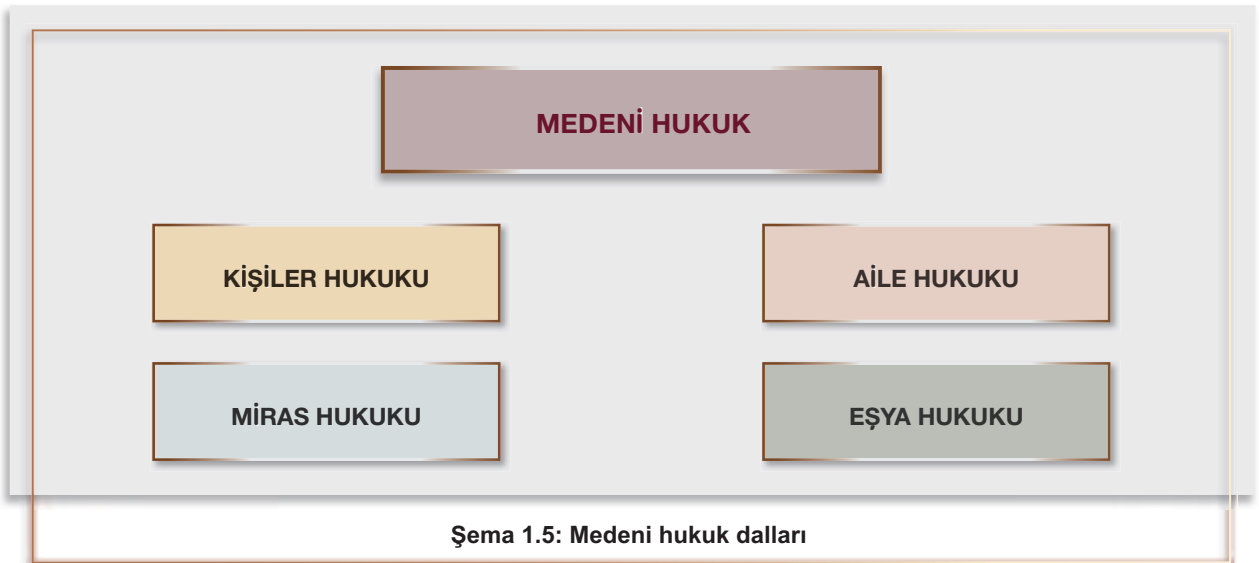 MEDENİ HUKUK
KİŞİLER HUKUKU
AİLE HUKUKU
MİRAS HUKUKU
EŞYA HUKUKU
Şema 1.5: Medeni hukuk dalları